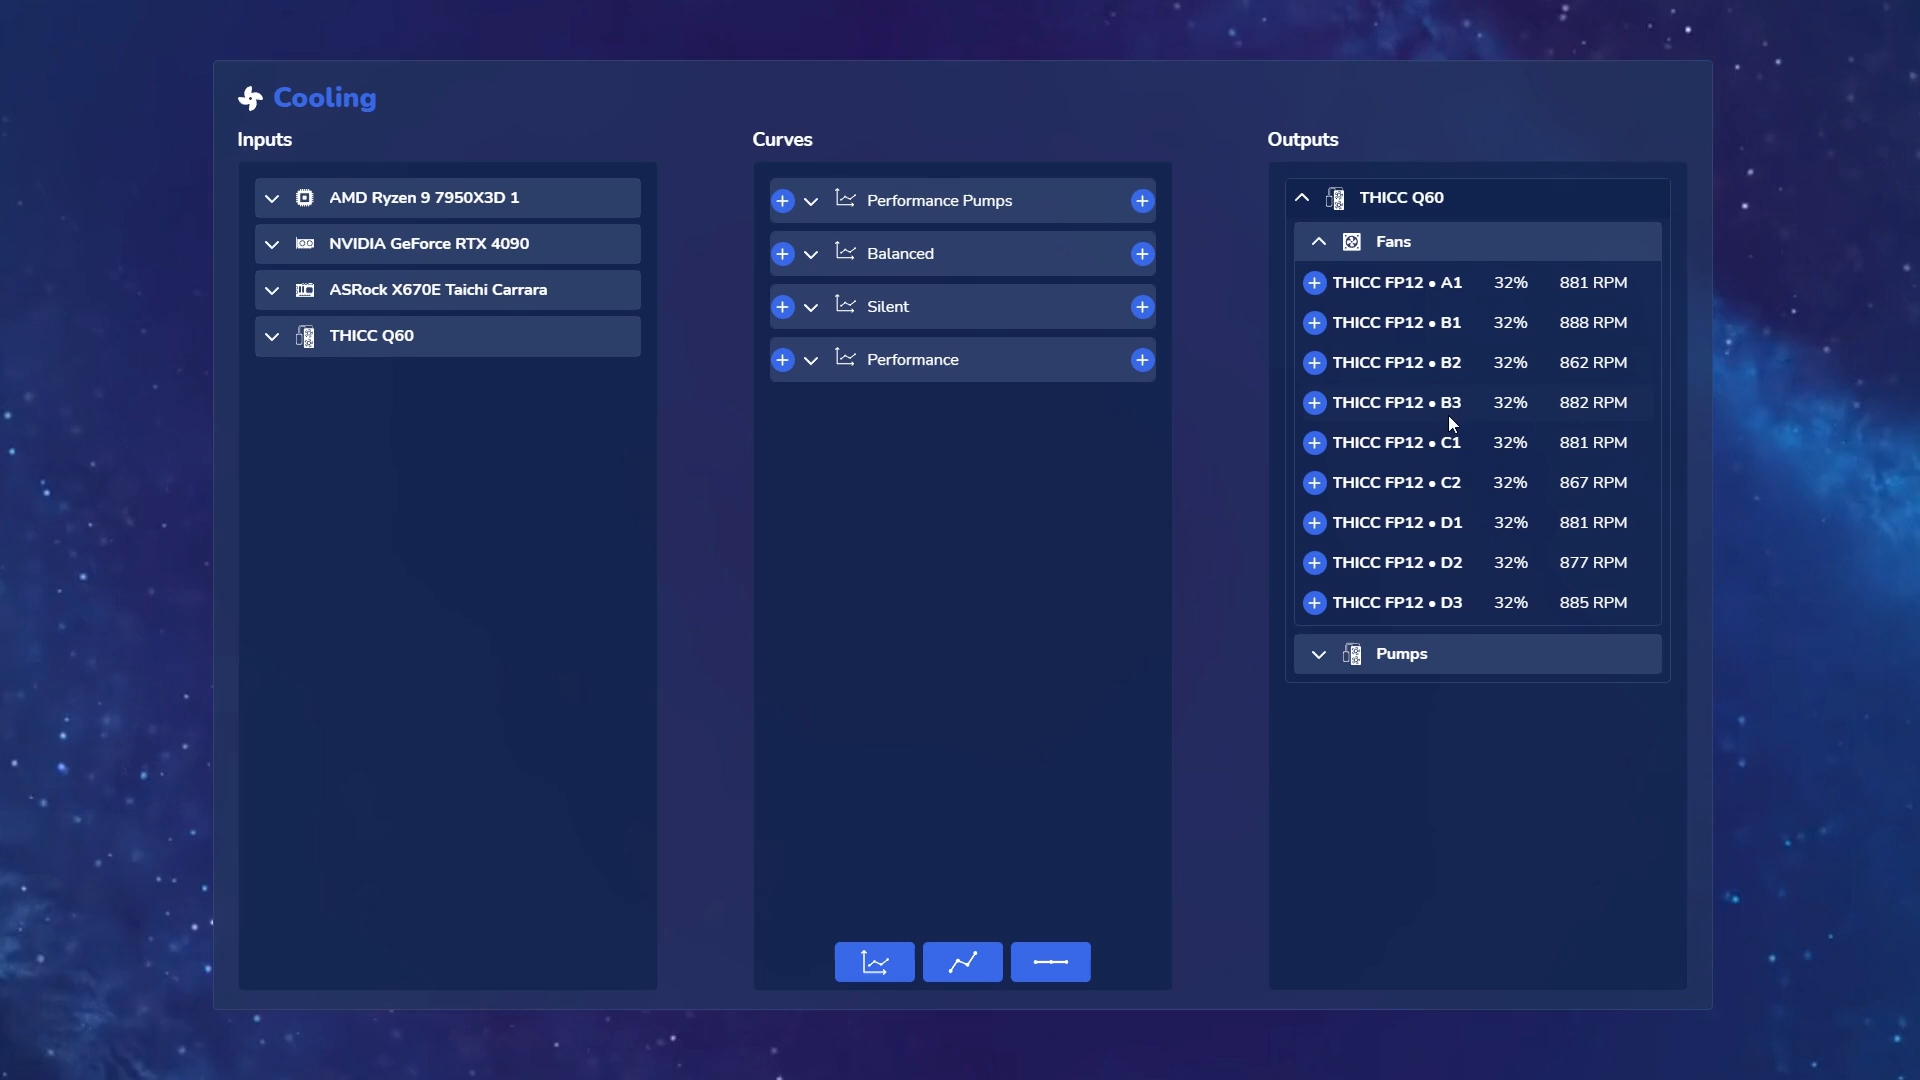 Cooling
Inputs
AMD Ryzen 9 7950X3D 1
NVIDIA GeForce RTX 4090
ASRock X670E Taichi Carrara
THICC Q60
Curves
Performance Pumps
Balanced
Silent
Performance
Outputs
THICC Q60
Fans
THICC FP12 • A1 32% 881 RPM
THICC FP12 • B1 32% 888 RPM
THICC FP12 • B2 32% 862 RPM
THICC FP12 • B3 32% 882 RPM
THICC FP12 • C1 32% 881 RPM
THICC FP12 • C2 32% 867 RPM
THICC FP12 • D1 32% 881 RPM
THICC FP12 • D2 32% 877 RPM
THICC FP12 • D3 32% 885 RPM
Pumps